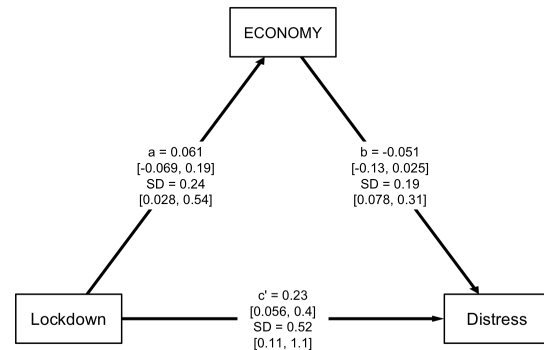 ECONOMY
a = 0.061
[-0.069, 0.19]
SD = 0.24
[0.028, 0.54]
b = -0.051
[-0.13, 0.025]
SD = 0.19
[0.078, 0.31]
c' = 0.23
[0.056, 0.4]
SD = 0.52
[0.11, 1.1]
Lockdown
Distress